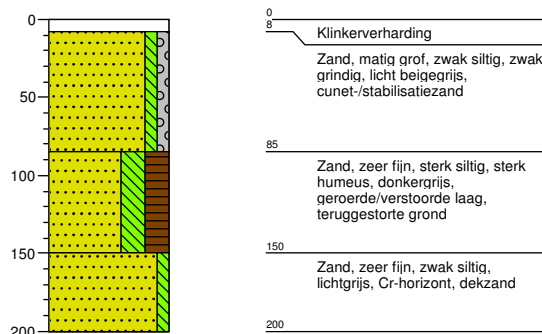 0
50
100
150
200
0
8
Klinkerverharding
Zand, matig grof, zwak siltig, zwak
grindig, licht beigegrijs,
cunet-/stabilisatiezand
85
Zand, zeer fijn, sterk siltig, sterk
humeus, donkergrijs,
geroerde/verstoorde laag,
teruggestorte grond
150
Zand, zeer fijn, zwak siltig,
lichtgrijs, Cr-horizont, dekzand
200